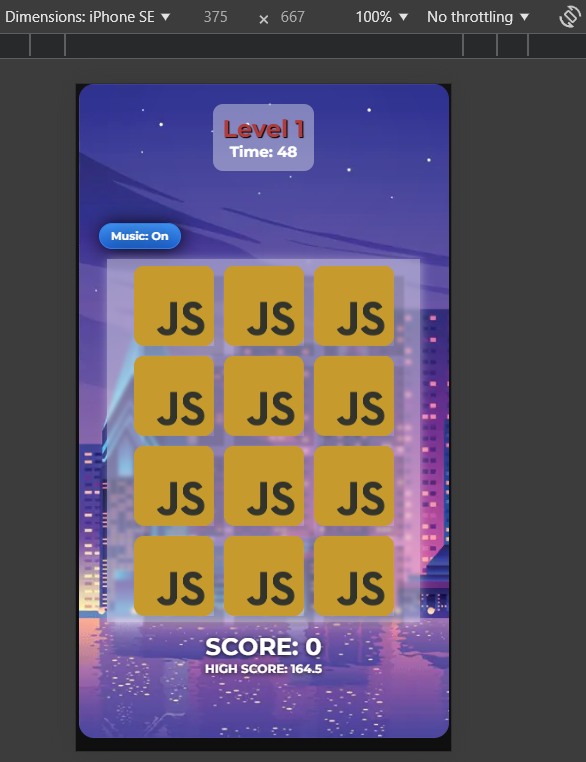 Dimensions: iPhone SE ▼ 375 × 667 100% ▼ No throttling ▼
Level 1
Time: 48
Music: On
JS JS JS
JS JS JS
JS JS JS
JS JS JS
SCORE: 0
HIGH SCORE: 164.5